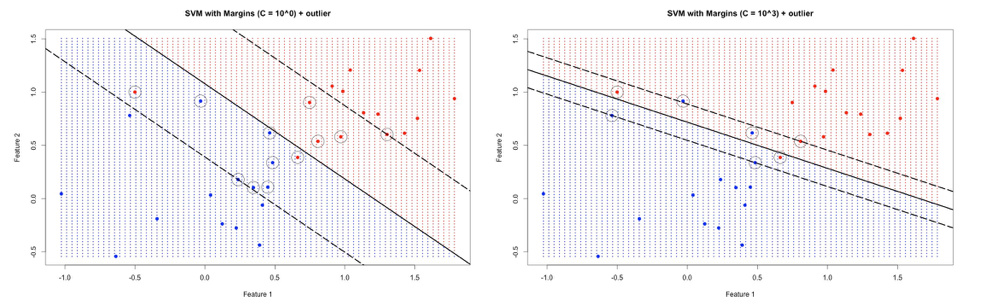 SVM with Margins (C = 10^0) + outlier
1.5
1.0
0.5
0.0
-0.5
Feature 2
-1.0 -0.5 0.0 0.5 1.0 1.5
Feature 1
SVM with Margins (C = 10^3) + outlier
1.5
1.0
0.5
0.0
-0.5
Feature 2
-1.0 -0.5 0.0 0.5 1.0 1.5
Feature 1